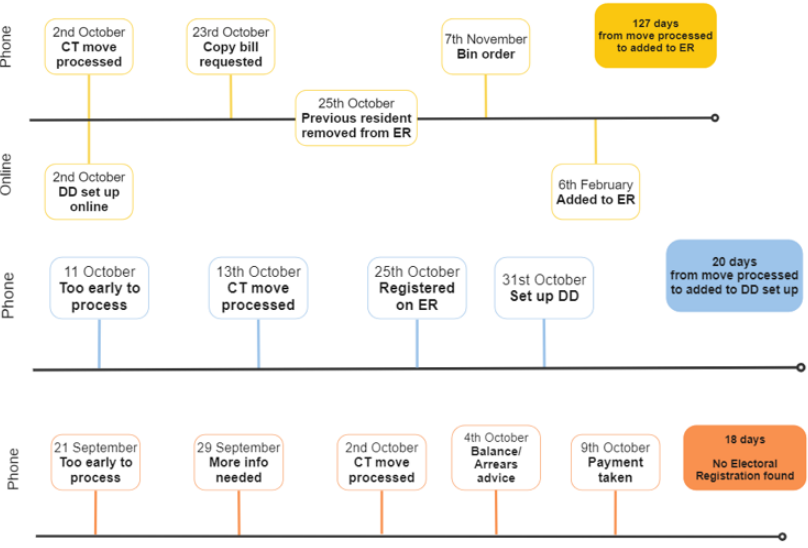 Phone
2nd October
CT move
processed
23rd October
Copy bill
requested
7th November
Bin order
127 days
from move processed
to added to ER
25th October
Previous resident
removed from ER
Online
2nd October
DD set up
online
6th February
Added to ER
Phone
11 October
Too early to
process
13th October
CT move
processed
25th October
Registered
on ER
31st October
Set up DD
20 days
from move processed
to added to DD set up
Phone
21 September
Too early to
process
29 September
More info
needed
2nd October
CT move
processed
4th October
Balance/
Arrears
advice
9th October
Payment
taken
18 days
No Electoral
Registration found